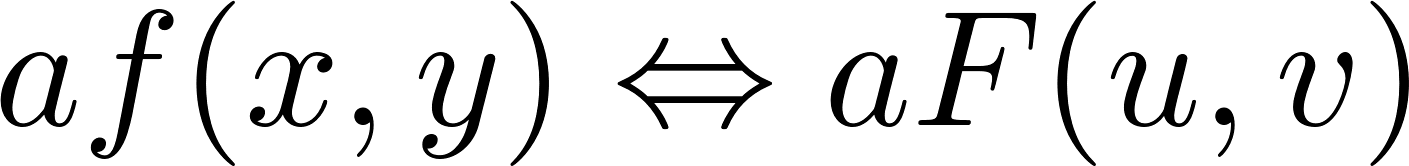 af(x, y) ⇔ aF(u, v)